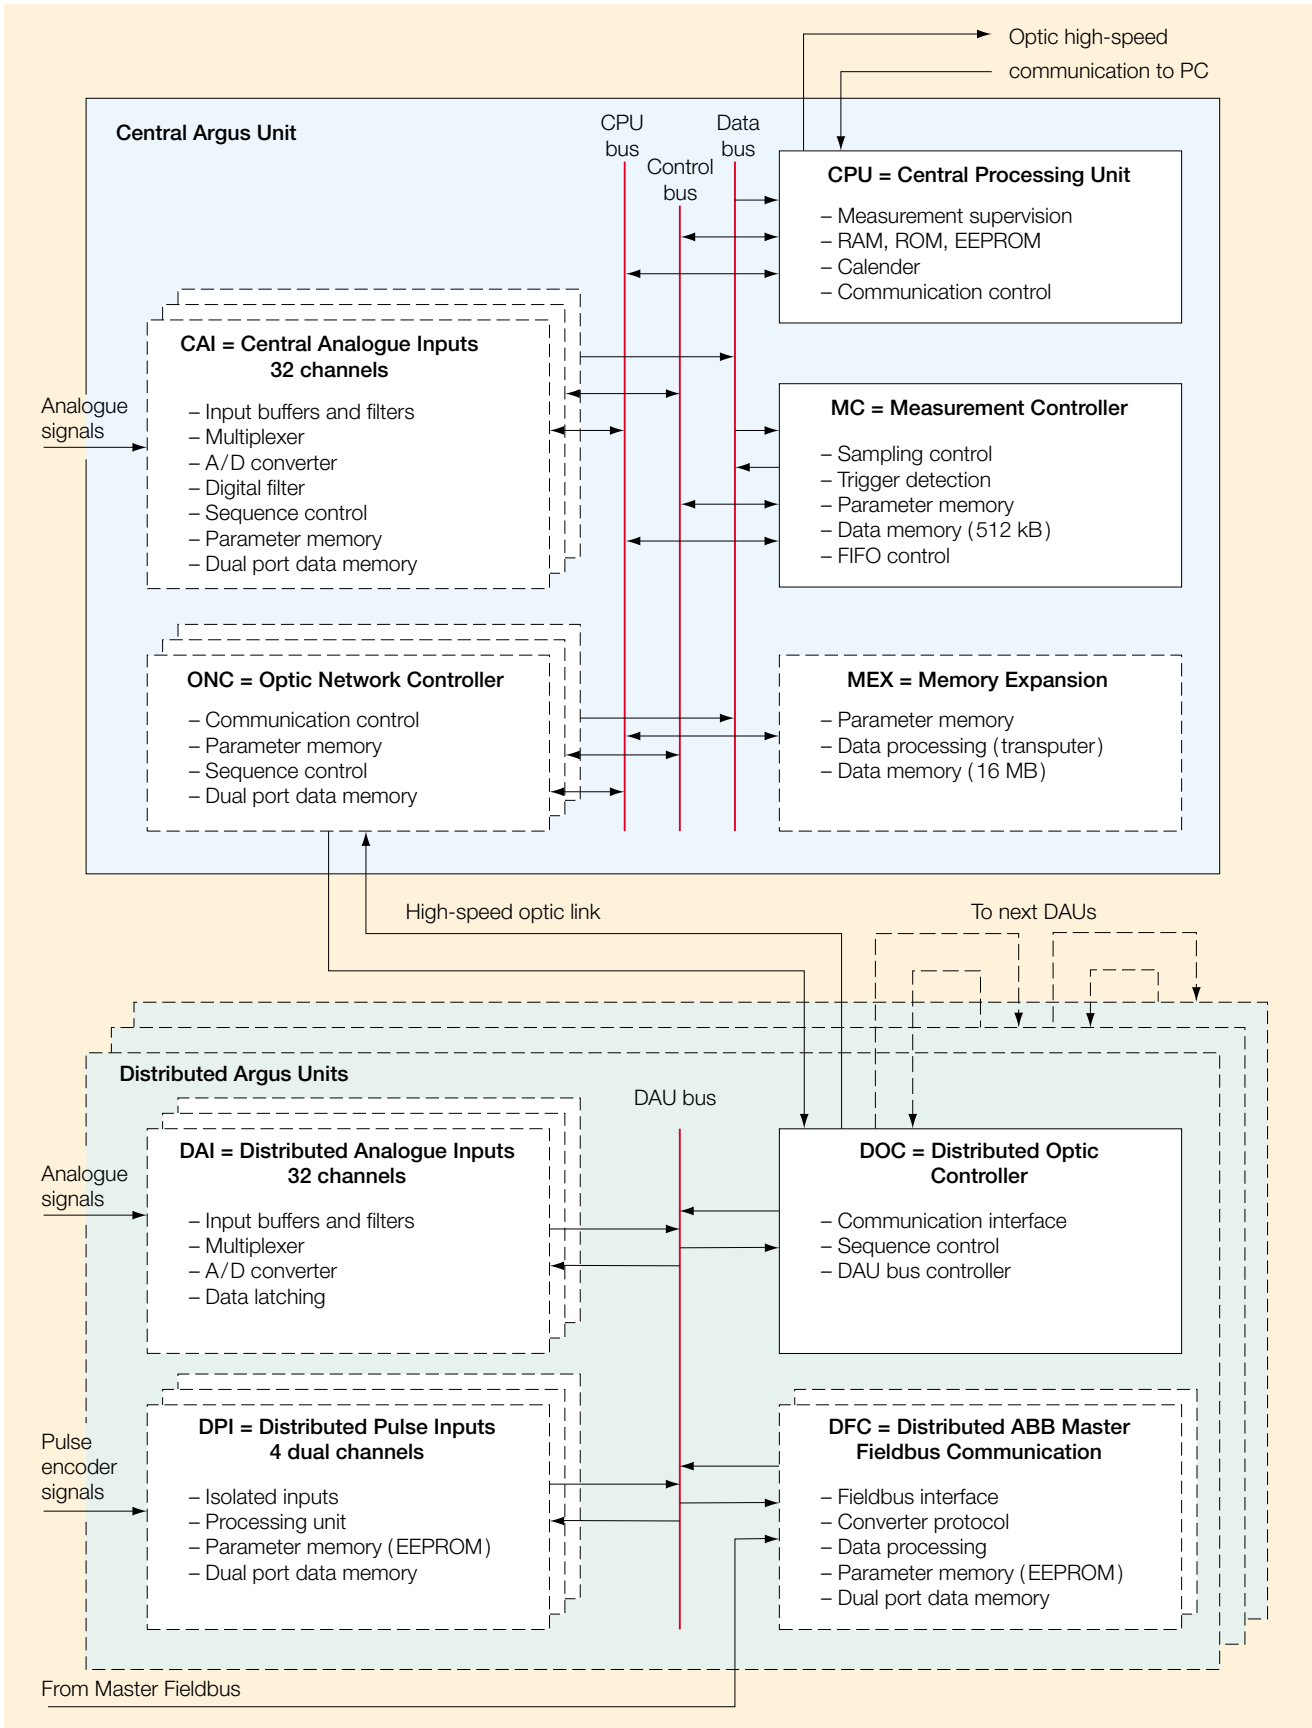 Optic high-speed
communication to PC
Central Argus Unit
CPU
bus
Control
bus
Data
bus
CPU = Central Processing Unit
– Measurement supervision
– RAM, ROM, EEPROM
– Calender
– Communication control
CAI = Central Analogue Inputs
32 channels
– Input buffers and filters
– Multiplexer
– A/D converter
– Digital filter
– Sequence control
– Parameter memory
– Dual port data memory
Analogue
signals
MC = Measurement Controller
– Sampling control
– Trigger detection
– Parameter memory
– Data memory (512 kB)
– FIFO control
ONC = Optic Network Controller
– Communication control
– Parameter memory
– Sequence control
– Dual port data memory
MEX = Memory Expansion
– Parameter memory
– Data processing (transputer)
– Data memory (16 MB)
High-speed optic link
To next DAUs
Distributed Argus Units
DAU bus
DAI = Distributed Analogue Inputs
32 channels
– Input buffers and filters
– Multiplexer
– A/D converter
– Data latching
Analogue
signals
DOC = Distributed Optic
Controller
– Communication interface
– Sequence control
– DAU bus controller
DPI = Distributed Pulse Inputs
4 dual channels
– Isolated inputs
– Processing unit
– Parameter memory (EEPROM)
– Dual port data memory
Pulse
encoder
signals
DFC = Distributed ABB Master
Fieldbus Communication
– Fieldbus interface
– Converter protocol
– Data processing
– Parameter memory (EEPROM)
– Dual port data memory
From Master Fieldbus